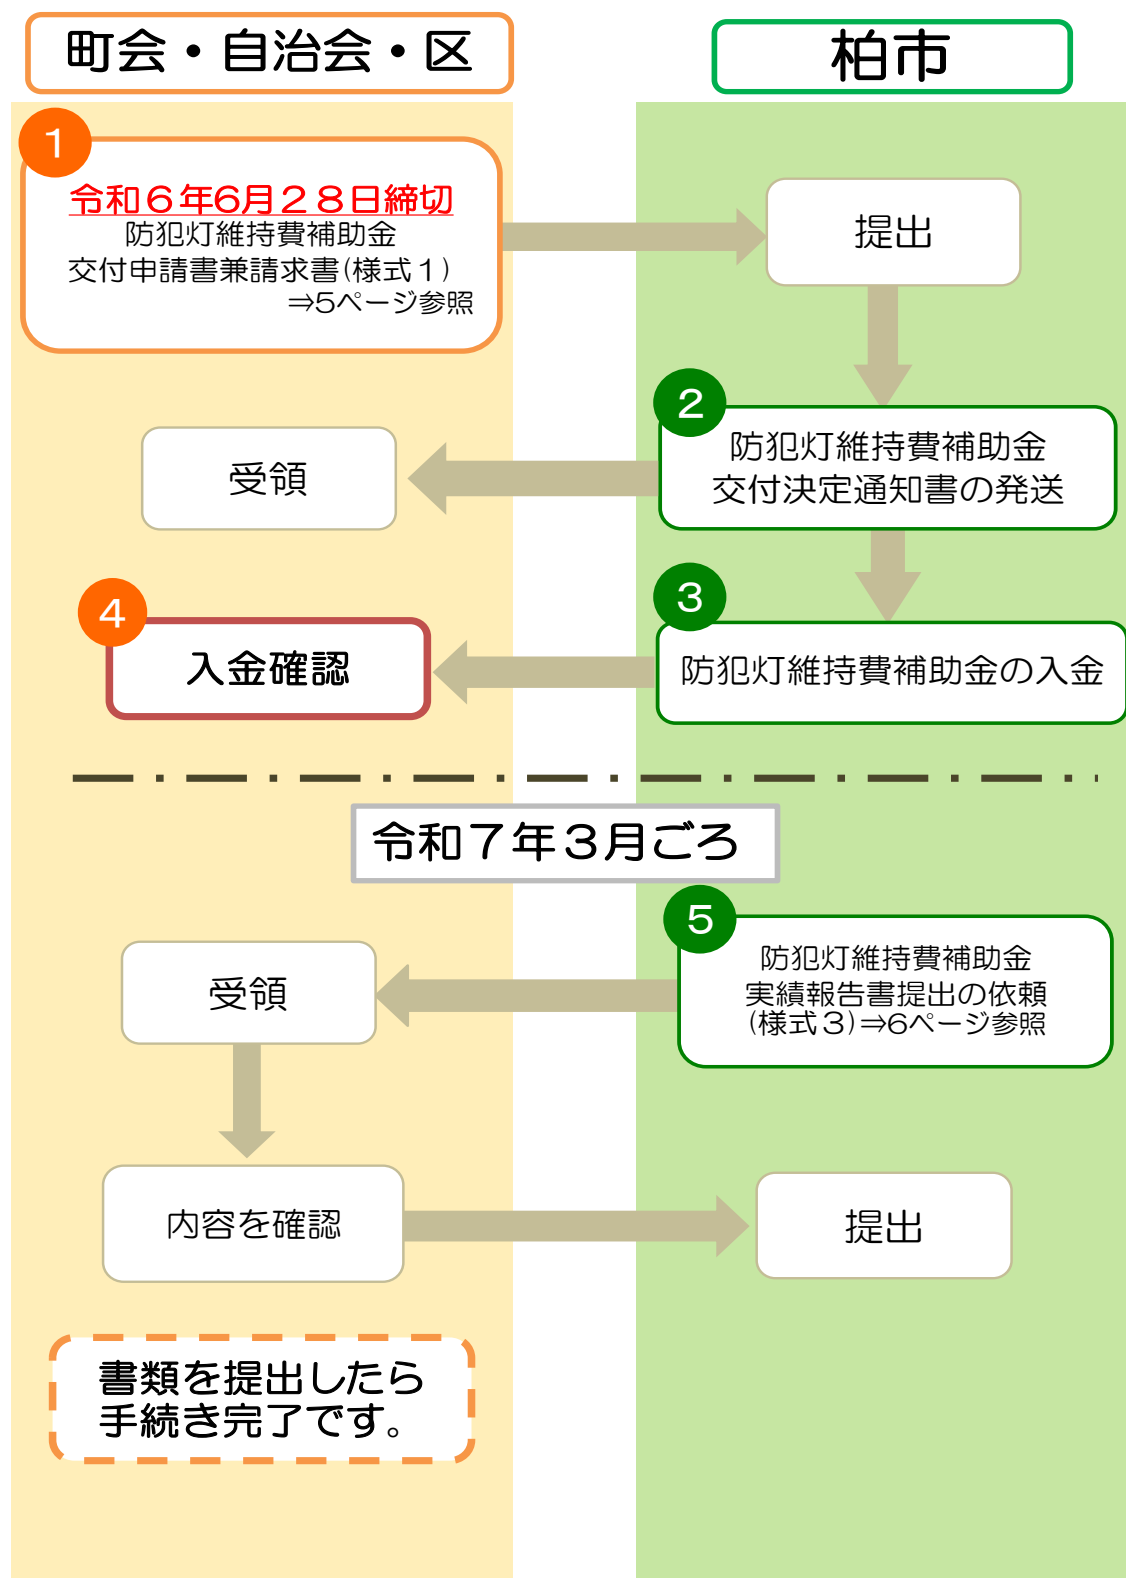 町会・自治会・区
柏市
1
令和６年6月２８日締切
防犯灯維持費補助金
交付申請書兼請求書(様式１)
⇒5ページ参照
提出
2
防犯灯維持費補助金
交付決定通知書の発送
受領
3
防犯灯維持費補助金の入金
4
入金確認
令和７年３月ごろ
5
防犯灯維持費補助金
実績報告書提出の依頼
(様式３)⇒6ページ参照
受領
内容を確認
提出
書類を提出したら
手続き完了です。